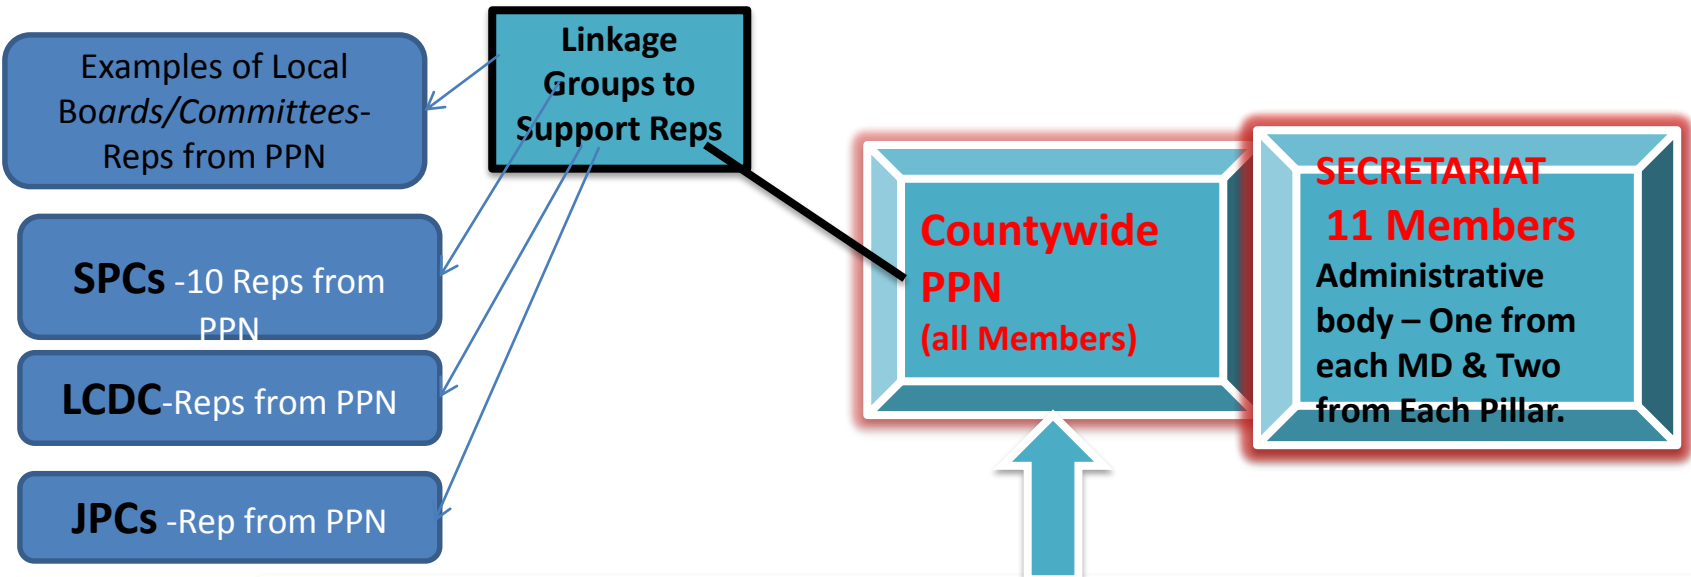 Examples of Local
Boards/Committees-
Reps from PPN
SPCs -10 Reps from
PPN
LCDC-Reps from PPN
JPCs -Rep from PPN
Linkage
Groups to
Support Reps
Countywide
PPN
(all Members)
SECRETARIAT
11 Members
Administrative
body – One from
each MD & Two
from Each Pillar.